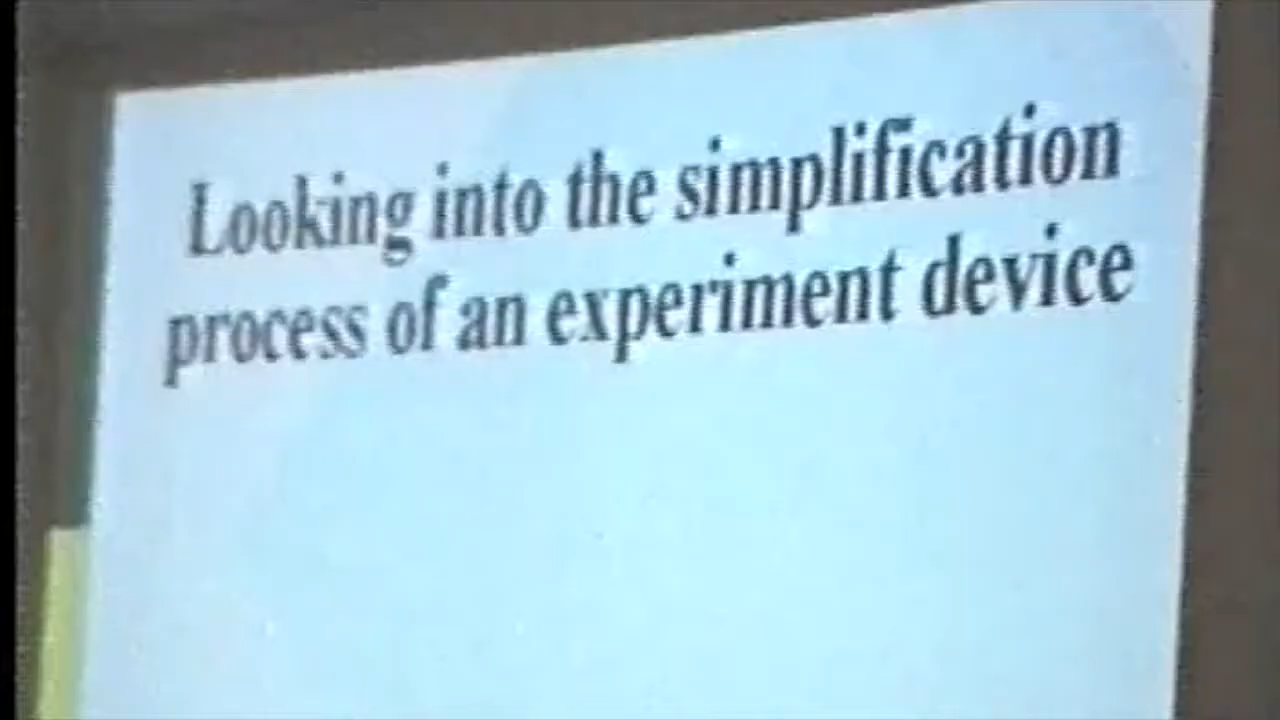 Looking into the simplification
process of an experiment device